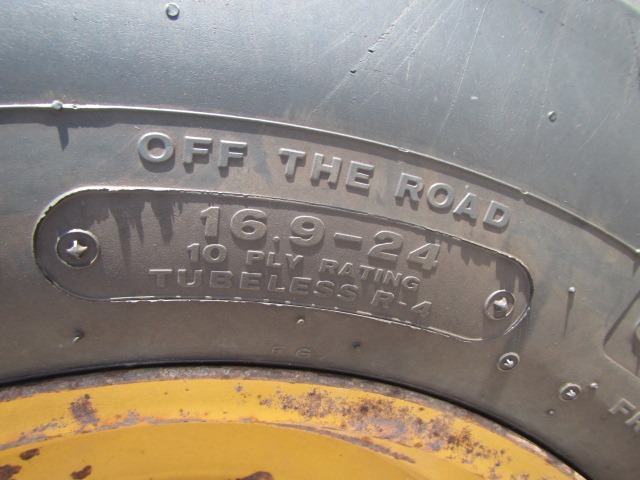 OFF THE ROAD
16.9-24
10 PLY RATING
TUBELESS R-4